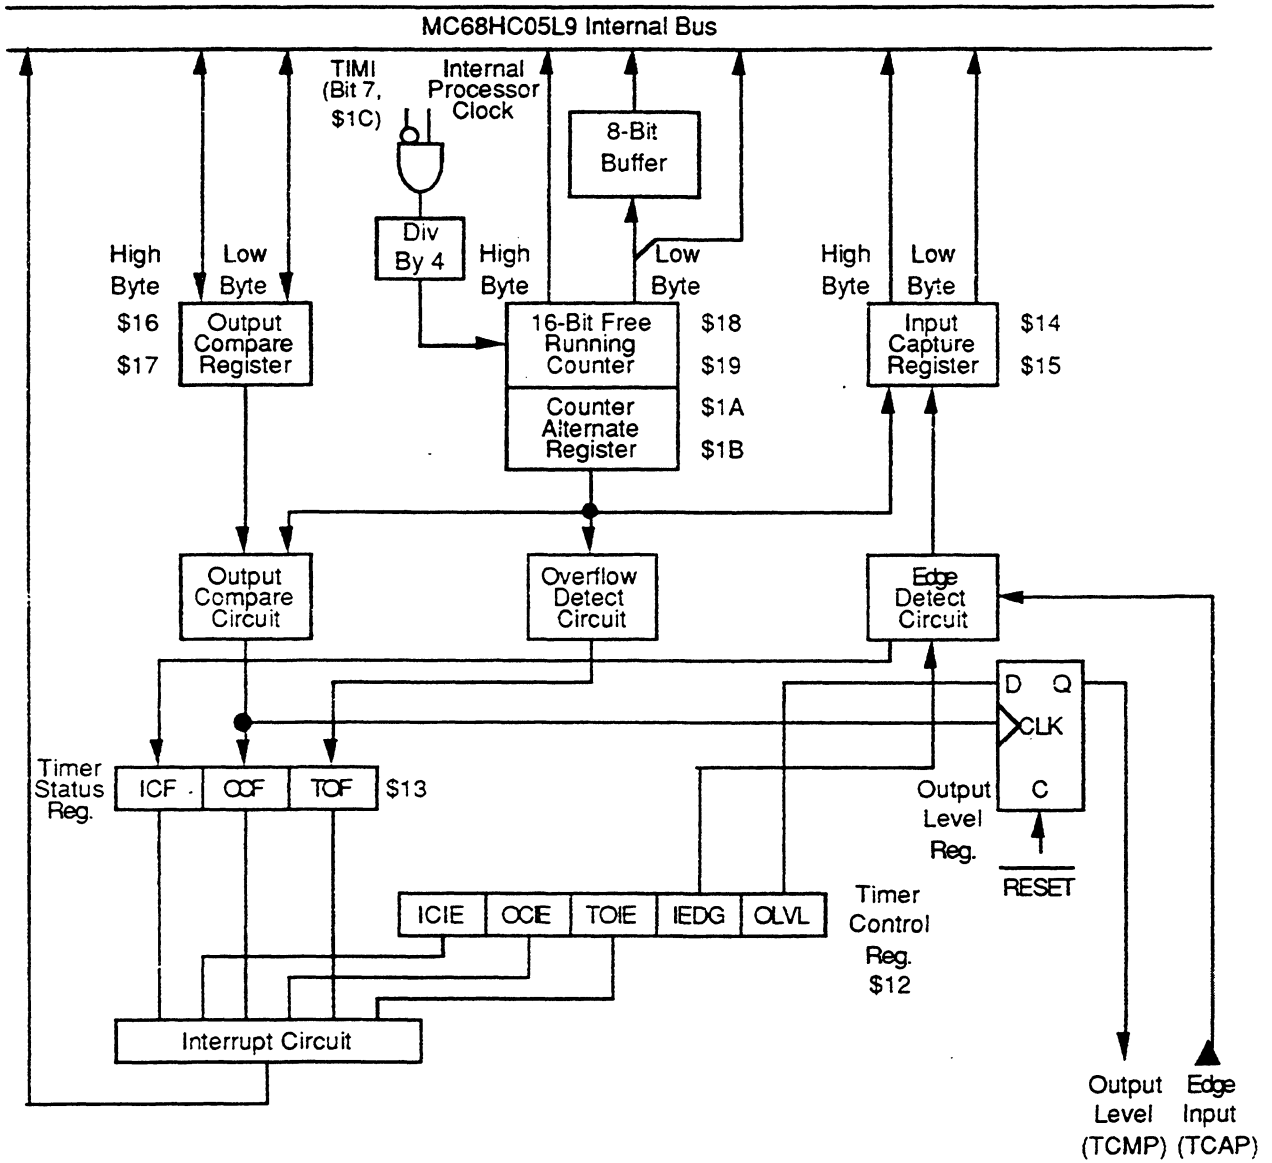 MC68HC05L9 Internal Bus
TIMI
(Bit 7,
$1C)
Internal
Processor
Clock
8-Bit
Buffer
Div
By 4
High
Byte
Low
Byte
High
Byte
Low
Byte
High
Byte
Low
Byte
$16
$17
Output
Compare
Register
16-Bit Free
Running
Counter
$18
$19
Counter
Alternate
Register
$1A
$1B
Input
Capture
Register
$14
$15
Output
Compare
Circuit
Overflow
Detect
Circuit
Edge
Detect
Circuit
D Q
CLK
C
Output
Level
Reg.
RESET
Timer
Status
Reg.
ICF OCF TOF
$13
ICIE OCIE TOIE IEDG OLVL
Timer
Control
Reg.
$12
Interrupt Circuit
Output
Level
(TCMP)
Edge
Input
(TCAP)